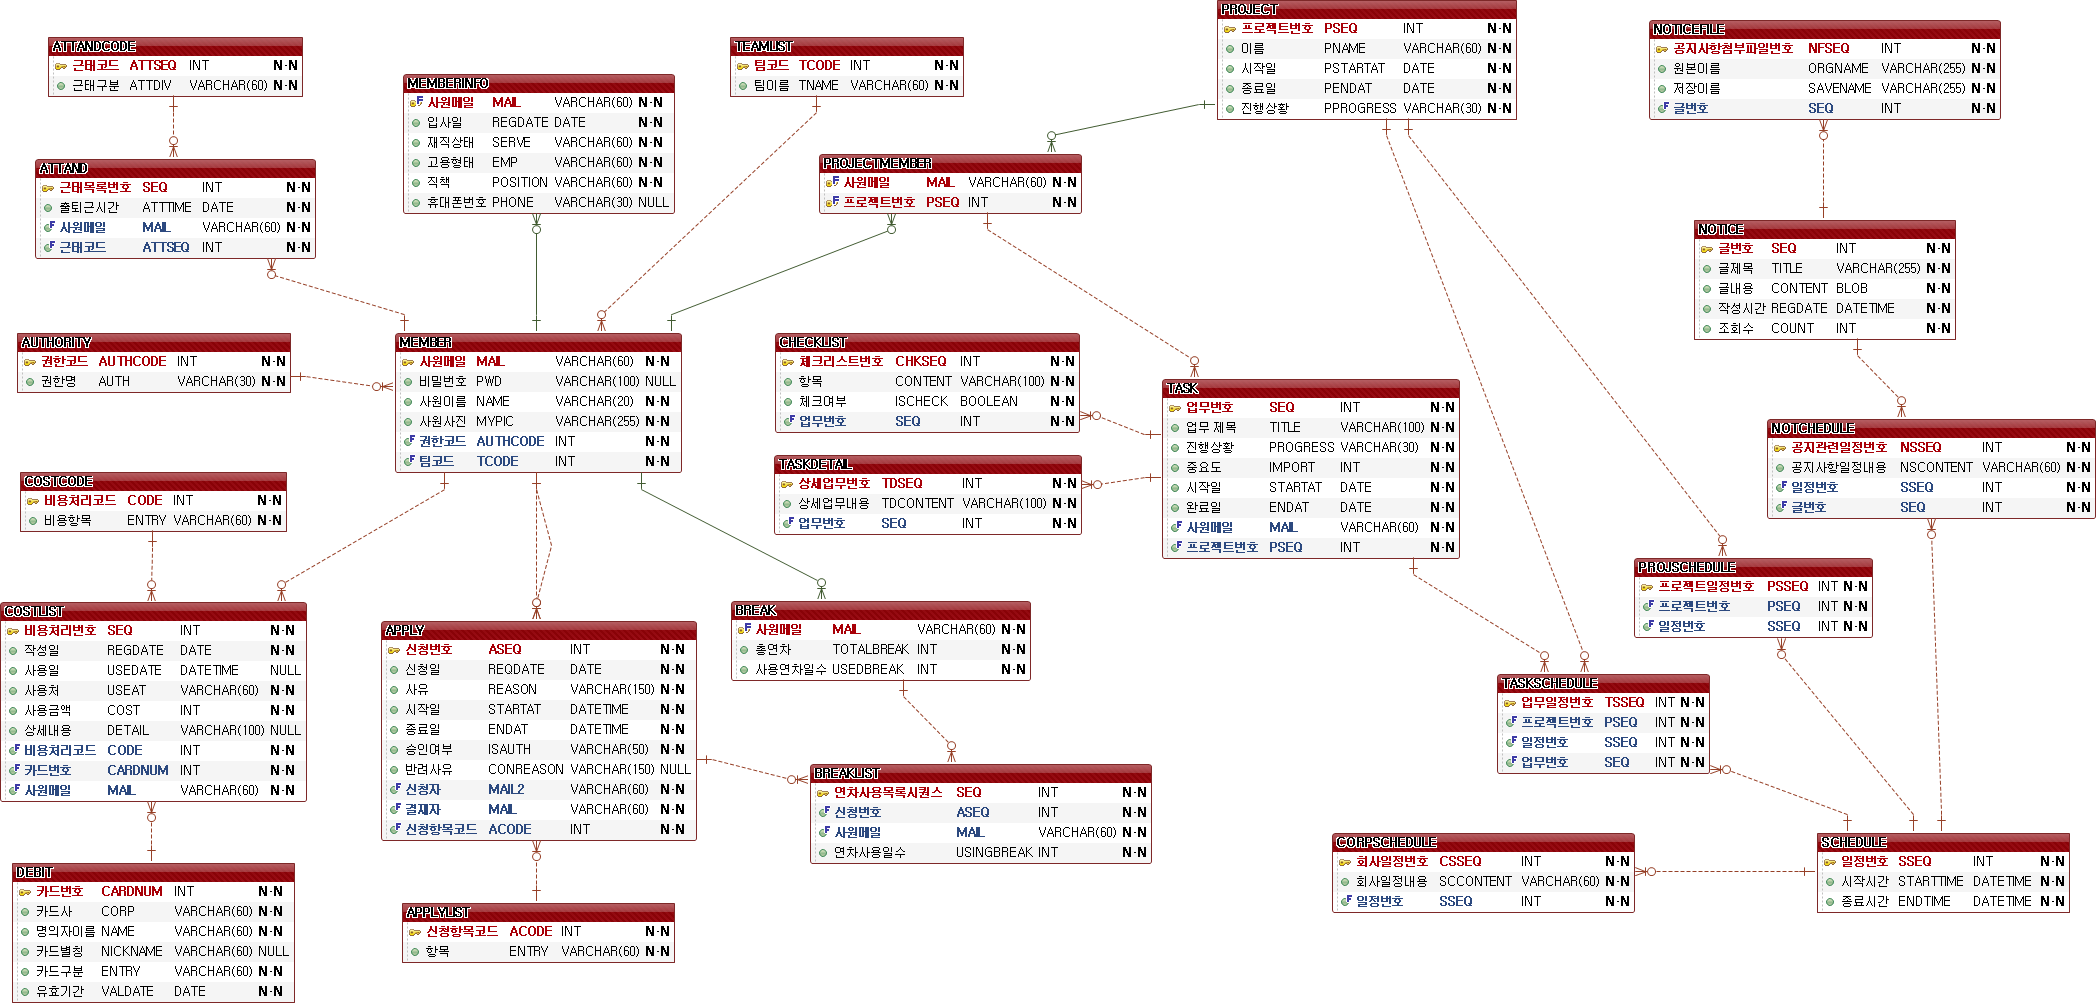 ATTANDCODE
근태코드 ATTSEQ INT N-N
근태구분 ATTDIV VARCHAR(60) N-N
MEMBERINFO
사원메일 MAIL VARCHAR(60) N-N
입사일 REGDATE DATE N-N
재직상태 SERVE VARCHAR(60) N-N
고용형태 EMP VARCHAR(60) N-N
직책 POSITION VARCHAR(60) N-N
휴대폰번호 PHONE VARCHAR(30) NULL
TEAMLIST
팀코드 TCODE INT N-N
팀이름 TNAME VARCHAR(60) N-N
PROJECT
프로젝트번호 PSEQ INT N-N
이름 PNAME VARCHAR(60) N-N
시작일 PSTARTAT DATE N-N
종료일 PENDAT DATE N-N
진행상황 PPROGRESS VARCHAR(30) N-N
NOTICEFILE
공지사항첨부파일번호 NFSEQ INT N-N
원본이름 ORGNAME VARCHAR(255) N-N
저장이름 SAVENAME VARCHAR(255) N-N
글번호 SEQ INT N-N
ATTAND
근태목록번호 SEQ INT N-N
출퇴근시간 ATTTIME DATE N-N
사원메일 MAIL VARCHAR(60) N-N
근태코드 ATTSEQ INT N-N
PROJECTMEMBER
사원메일 MAIL VARCHAR(60) N-N
프로젝트번호 PSEQ INT N-N
NOTICE
글번호 SEQ INT N-N
글제목 TITLE VARCHAR(255) N-N
글내용 CONTENT BLOB N-N
작성시간 REGDATE DATETIME N-N
조회수 COUNT INT N-N
AUTHORITY
권한코드 AUTHCODE INT N-N
권한명 AUTH VARCHAR(30) N-N
MEMBER
사원메일 MAIL VARCHAR(60) N-N
비밀번호 PWD VARCHAR(100) NULL
사원이름 NAME VARCHAR(20) N-N
사원사진 MYPIC VARCHAR(255) N-N
권한코드 AUTHCODE INT N-N
팀코드 TCODE INT N-N
CHECKLIST
체크리스트번호 CHKSEQ INT N-N
항목 CONTENT VARCHAR(100) N-N
체크여부 ISCHECK BOOLEAN N-N
업무번호 SEQ INT N-N
TASK
업무번호 SEQ INT N-N
업무 제목 TITLE VARCHAR(100) N-N
진행상황 PROGRESS VARCHAR(30) N-N
중요도 IMPORT INT N-N
시작일 STARTAT DATE N-N
완료일 ENDAT DATE N-N
사원메일 MAIL VARCHAR(60) N-N
프로젝트번호 PSEQ INT N-N
NOTCHEDULE
공지관련일정번호 NSSEQ INT N-N
공지사항일정내용 NSCONTENT VARCHAR(60) N-N
일정번호 SSEQ INT N-N
글번호 SEQ INT N-N
TASKDETAIL
상세업무번호 TDSEQ INT N-N
상세업무내용 TDCONTENT VARCHAR(100) N-N
업무번호 SEQ INT N-N
COSTCODE
비용처리코드 CODE INT N-N
비용항목 ENTRY VARCHAR(60) N-N
PROJSCHEDULE
프로젝트일정번호 PSSEQ INT N-N
프로젝트번호 PSEQ INT N-N
일정번호 SSEQ INT N-N
COSTLIST
비용처리번호 SEQ INT N-N
작성일 REGDATE DATE N-N
사용일 USEDATE DATETIME NULL
사용처 USEAT VARCHAR(60) N-N
사용금액 COST INT N-N
상세내용 DETAIL VARCHAR(100) NULL
비용처리코드 CODE INT N-N
카드번호 CARDNUM INT N-N
사원메일 MAIL VARCHAR(60) N-N
APPLY
신청번호 ASEQ INT N-N
신청일 REQDATE DATE N-N
사유 REASON VARCHAR(150) N-N
시작일 STARTAT DATETIME N-N
종료일 ENDAT DATETIME N-N
승인여부 ISAUTH VARCHAR(50) N-N
반려사유 CONREASON VARCHAR(150) NULL
신청자 MAIL2 VARCHAR(60) N-N
결재자 MAIL VARCHAR(60) N-N
신청항목코드 ACODE INT N-N
BREAK
사원메일 MAIL VARCHAR(60) N-N
총연차 TOTALBREAK INT N-N
사용연차일수 USEDBREAK INT N-N
TASKSCHEDULE
업무일정번호 TSSEQ INT N-N
프로젝트번호 PSEQ INT N-N
일정번호 SSEQ INT N-N
업무번호 SEQ INT N-N
BREAKLIST
연차사용목록시퀀스 SEQ INT N-N
신청번호 ASEQ INT N-N
사원메일 MAIL VARCHAR(60) N-N
연차사용일수 USINGBREAK INT N-N
CORPSCHEDULE
회사일정번호 CSSEQ INT N-N
회사일정내용 SCCONTENT VARCHAR(60) N-N
일정번호 SSEQ INT N-N
SCHEDULE
일정번호 SSEQ INT N-N
시작시간 STARTTIME DATETIME N-N
종료시간 ENDTIME DATETIME N-N
DEBIT
카드번호 CARDNUM INT N-N
카드사 CORP VARCHAR(60) N-N
명의자이름 NAME VARCHAR(60) N-N
카드별칭 NICKNAME VARCHAR(60) NULL
카드구분 ENTRY VARCHAR(60) N-N
유효기간 VALDATE DATE N-N
APPLYLIST
신청항목코드 ACODE INT N-N
항목 ENTRY VARCHAR(60) N-N